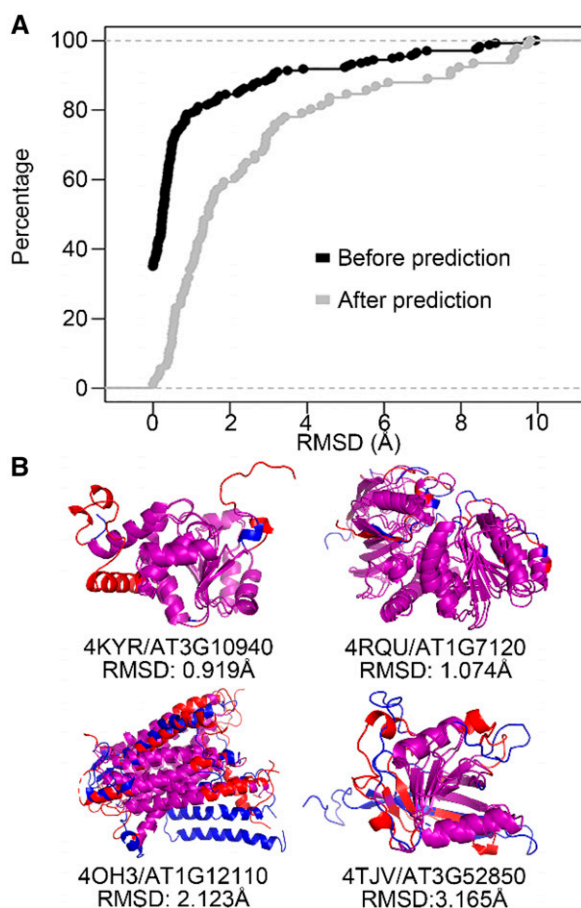 A
100
80
60
40
20
0
Percentage
Before prediction
After prediction
0 2 4 6 8 10
RMSD (Å)
B
4KYR/AT3G10940 4RQU/AT1G7120
RMSD: 0.919Å RMSD: 1.074Å
4OH3/AT1G12110 4TJV/AT3G52850
RMSD: 2.123Å RMSD:3.165Å